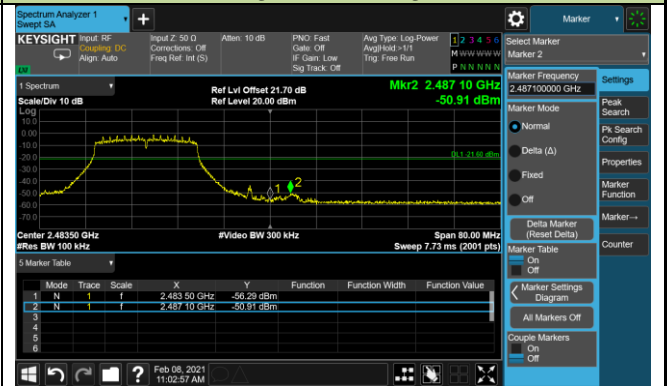 Spectrum Analyzer 1
Swept SA
+
Marker
KEYSIGHT
Input: RF
Coupling: DC
Align: Auto
Input Z: 50 Ω
Corrections: Off
Freq Ref: Int (S)
Atten: 10 dB
PNO: Fast
Gate: Off
IF Gain: Low
Sig Track: Off
Avg Type: Log-Power
Avg|Hold:>1/1
Trig: Free Run
1 2 3 4 5 6
M W W W W W
P N N N N N
Select Marker
Marker 2
LW
1 Spectrum
Scale/Div 10 dB
Ref Lvl Offset 21.70 dB
Ref Level 20.00 dBm
Mkr2 2.487 10 GHz
-50.91 dBm
Log
10.0
0.00
-10.0
-20.0
-30.0
-40.0
-50.0
-60.0
-70.0
DL1 -21.60 dBm
1
2
Center 2.48350 GHz
#Res BW 100 kHz
#Video BW 300 kHz
Span 80.00 MHz
Sweep 7.73 ms (2001 pts)
5 Marker Table
Mode Trace Scale X Y Function Function Width Function Value
1 N 1 f 2.483 50 GHz -56.29 dBm
2 N 1 f 2.487 10 GHz -50.91 dBm
3
4
5
6
Marker Frequency
2.487100000 GHz
Marker Mode
Normal
Delta (Δ)
Fixed
Off
Delta Marker
(Reset Delta)
Marker Table
On
Off
Marker Settings
Diagram
All Markers Off
Couple Markers
On
Off
Settings
Peak
Search
Pk Search
Config
Properties
Marker
Function
Marker→
Counter
?
Feb 08, 2021
11:02:57 AM